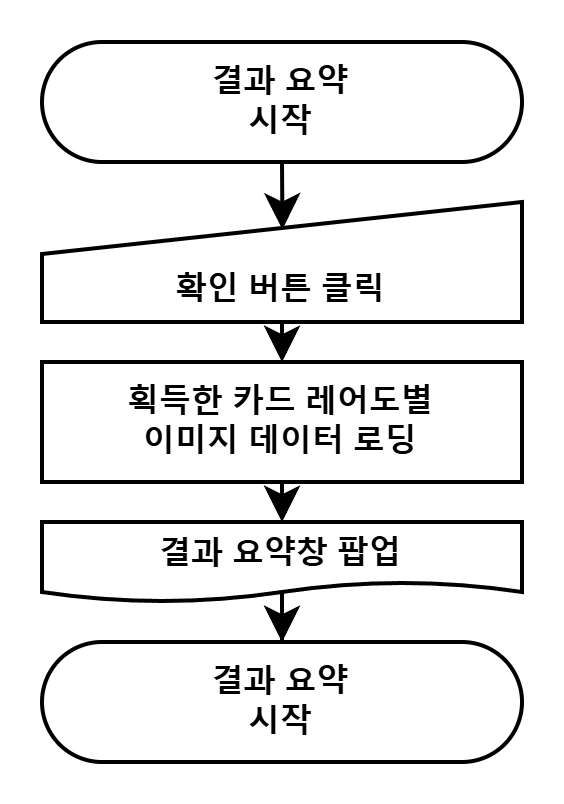 결과 요약
시작
확인 버튼 클릭
획득한 카드 레어도별
이미지 데이터 로딩
결과 요약창 팝업
결과 요약
시작